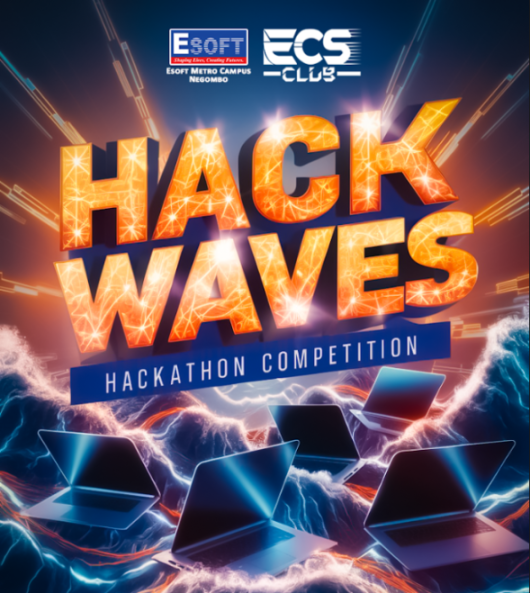 ESOFT
Shaping Lives, Creating Futures.
ESOFT METRO CAMPUS
NEGOMBO
ECS
CLUB
HACK
WAVES
HACKATHON COMPETITION